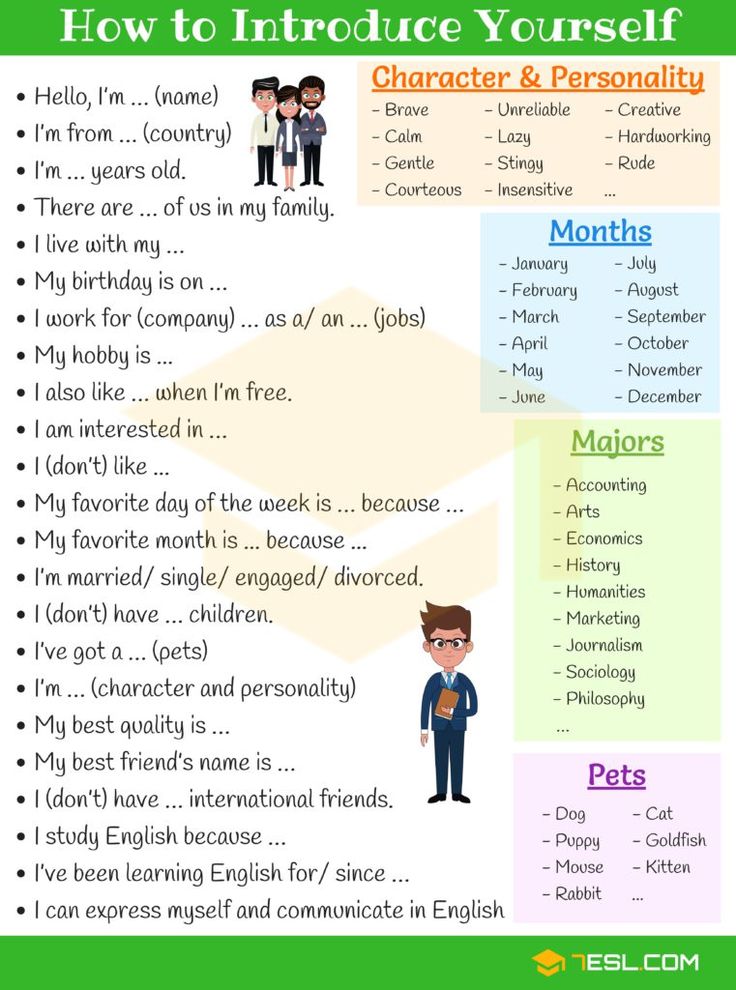 How to Introduce Yourself
• Hello, I'm ... (name)
• I'm from ... (country)
• I'm ... years old.
• There are ... of us in my family.
• I live with my ...
• My birthday is on ...
• I work for (company) ... as a/ an ... (jobs)
• My hobby is ...
• I also like ... when I'm free.
• I am interested in ...
• I (don't) like ...
• My favorite day of the week is ... because ...
• My favorite month is ... because ...
• I'm married/ single/ engaged/ divorced.
• I (don't) have ... children.
• I've got a ... (pets)
• I'm ... (character and personality)
• My best quality is ...
• My best friend's name is ...
• I (don't) have ... international friends.
• I study English because ...
• I've been learning English for/ since ...
• I can express myself and communicate in English
Character & Personality
- Brave - Unreliable - Creative
- Calm - Lazy - Hardworking
- Gentle - Stingy - Rude
- Courteous - Insensitive ...
Months
- January - July
- February - August
- March - September
- April - October
- May - November
- June - December
Majors
- Accounting
- Arts
- Economics
- History
- Humanities
- Marketing
- Journalism
- Sociology
- Philosophy
...
Pets
- Dog - Cat
- Puppy - Goldfish
- Mouse - Kitten
- Rabbit ...
7ESL.COM